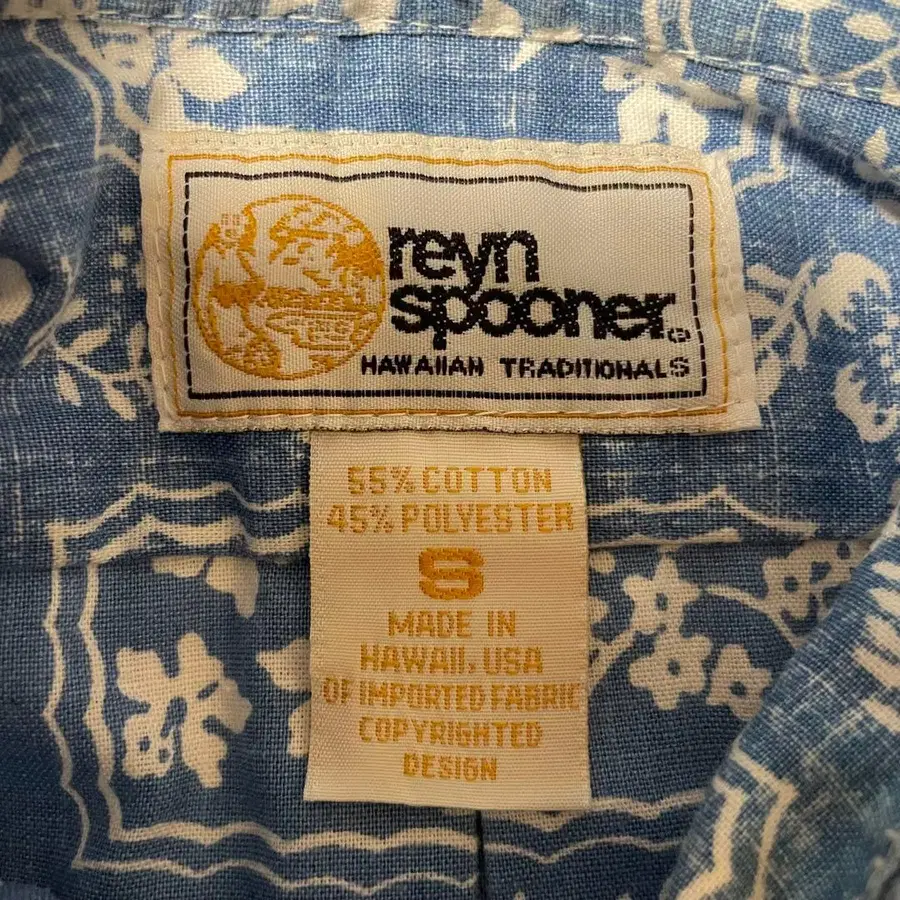 reyn
spooner®
HAWAIIAN TRADITIONALS
55% COTTON
45% POLYESTER
S
MADE IN
HAWAII, USA
OF IMPORTED FABRIC
COPYRIGHTED
DESIGN